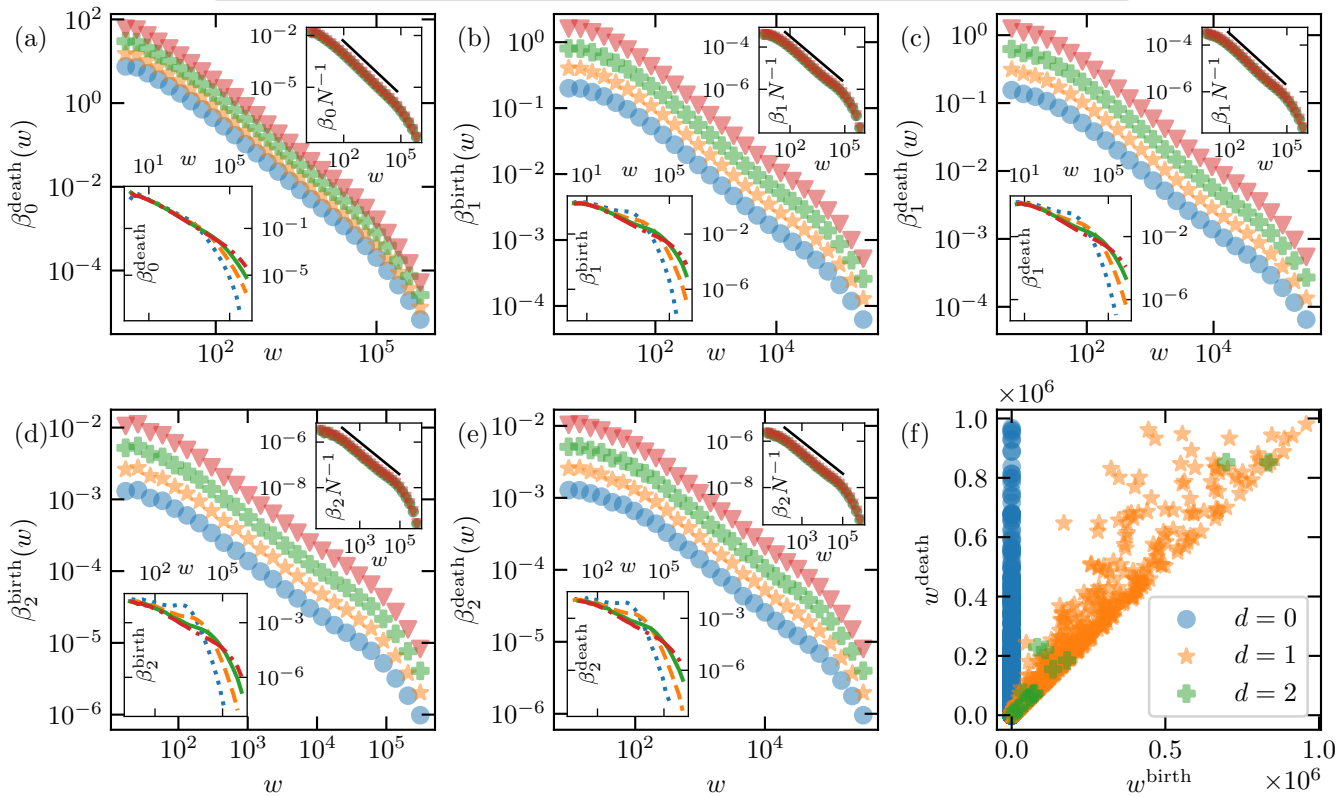 (a)
10^2
10^0
10^−2
10^−4
β_0^death(w)
10^2
w
10^5
10^−2
10^−5
β_0 N^−1
10^2
10^5
w
10^1
w
10^5
10^−1
10^−5
β_0^death
(b)
10^0
10^−1
10^−2
10^−3
10^−4
β_1^birth(w)
10^2
w
10^4
10^−4
10^−6
β_1 N^−1
10^2
10^5
w
10^1
w
10^5
10^−2
10^−6
β_1^birth
(c)
10^0
10^−1
10^−2
10^−3
10^−4
β_1^death(w)
10^2
w
10^4
10^−4
10^−6
β_1 N^−1
10^2
10^5
w
10^1
w
10^5
10^−2
10^−6
β_1^death
(d)
10^−2
10^−3
10^−4
10^−5
10^−6
β_2^birth(w)
10^2
10^3
10^4
10^5
w
10^−6
10^−8
β_2 N^−1
10^3
10^5
w
10^2
w
10^5
10^−3
10^−6
β_2^birth
(e)
10^−2
10^−3
10^−4
10^−5
10^−6
β_2^death(w)
10^2
10^4
w
10^−6
10^−8
β_2 N^−1
10^3
10^5
w
10^2
w
10^5
10^−3
10^−6
β_2^death
(f)
×10^6
1.0
0.8
0.6
0.4
0.2
0.0
w^death
0.0
0.5
1.0
w^birth
×10^6
d = 0
d = 1
d = 2